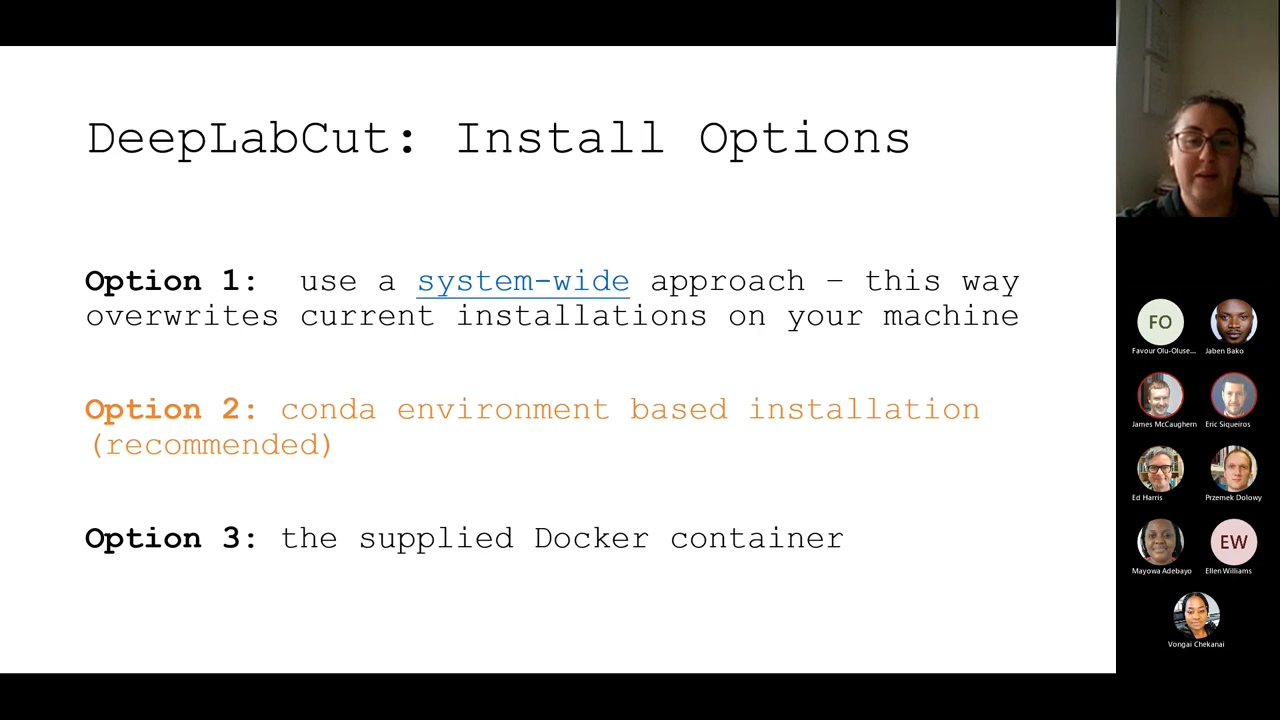 DeepLabCut: Install Options
Option 1: use a system-wide approach – this way
overwrites current installations on your machine
Option 2: conda environment based installation
(recommended)
Option 3: the supplied Docker container
FO
Favour Olu-Oluse...
Jaben Bako
James McCaughern
Eric Siqueiros
Ed Harris
Przemek Dolowy
EW
Mayowa Adebayo
Ellen Williams
Vongai Chekanai